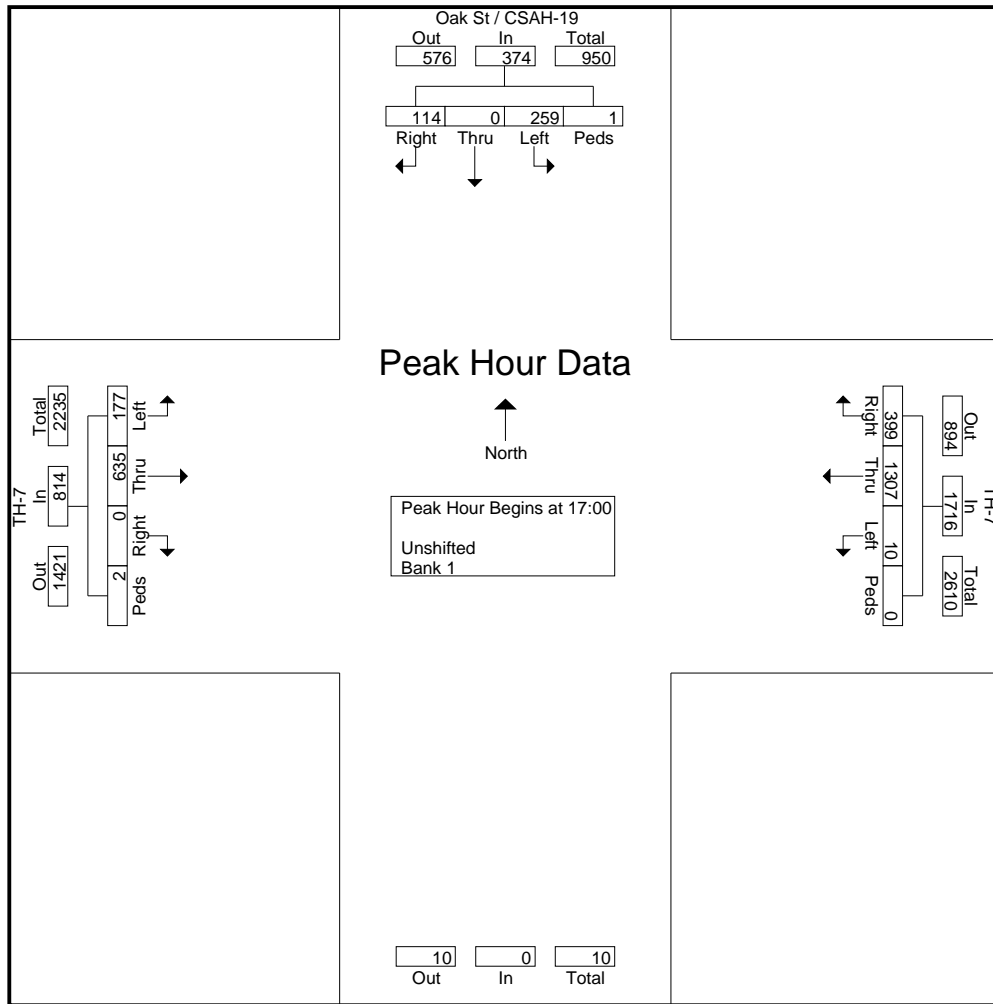 Oak St / CSAH-19
Out In Total
576 374 950
114 0 259 1
Right Thru Left Peds
Peak Hour Data
North
Peak Hour Begins at 17:00
Unshifted
Bank 1
TH-7
Total In Out
2235 814 1421
177 635 0 2
Left Thru Right Peds
TH-7
Out In Total
894 1716 2610
399 1307 10 0
Right Thru Left Peds
10 0 10
Out In Total